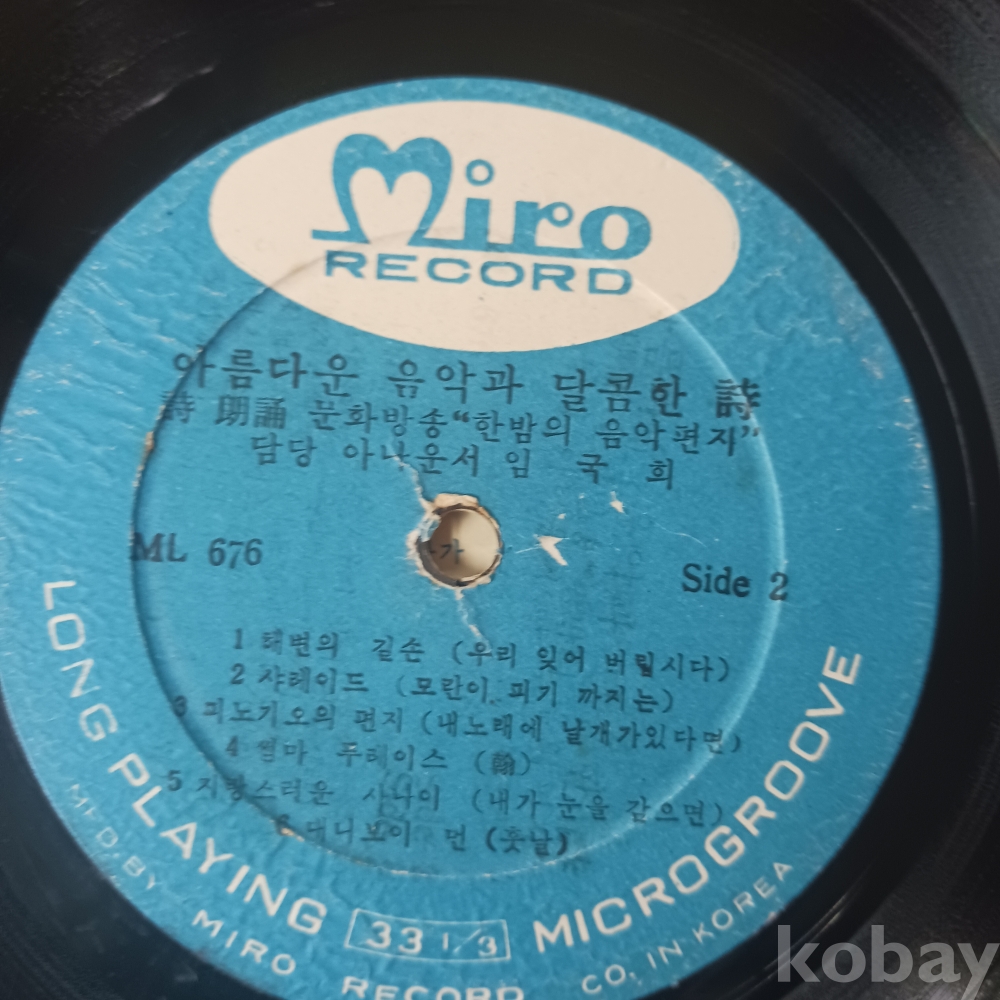 Miro
RECORD
아름다운 음악과 달콤한 詩
詩 朗誦 문화방송 “한밤의 음악편지”
담당 아나운서 임 국 희
ML 676
Side 2
1 해변의 길손 (우리 잊어 버립시다)
2 샤레이드 (모란이 피기 까지는)
3 피노키오의 편지 (내노래에 날개가있다면)
4 썸마 푸레이스
5 지랑스러운 사나이 (내가 눈을 감으면)
6 대니보이 먼 (훗날)
LONG PLAYING 33 1/3 MICROGROOVE
MFD. BY MIRO RECORD CO. IN KOREA
kobay